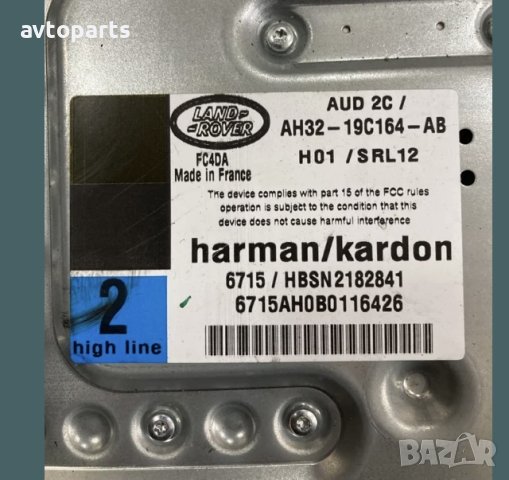 avtoparts
LAND-
-ROVER
AUD 2C /
AH32-19C164-AB
FC4DA
Made in France
H01 /SRL12
The device complies with part 15 of the FCC rules
operation is subject to the condition that this
device does not cause harmful interference
harman/kardon
6715 / HBSN2182841
6715AH0B0116426
2
high line
BAZAR